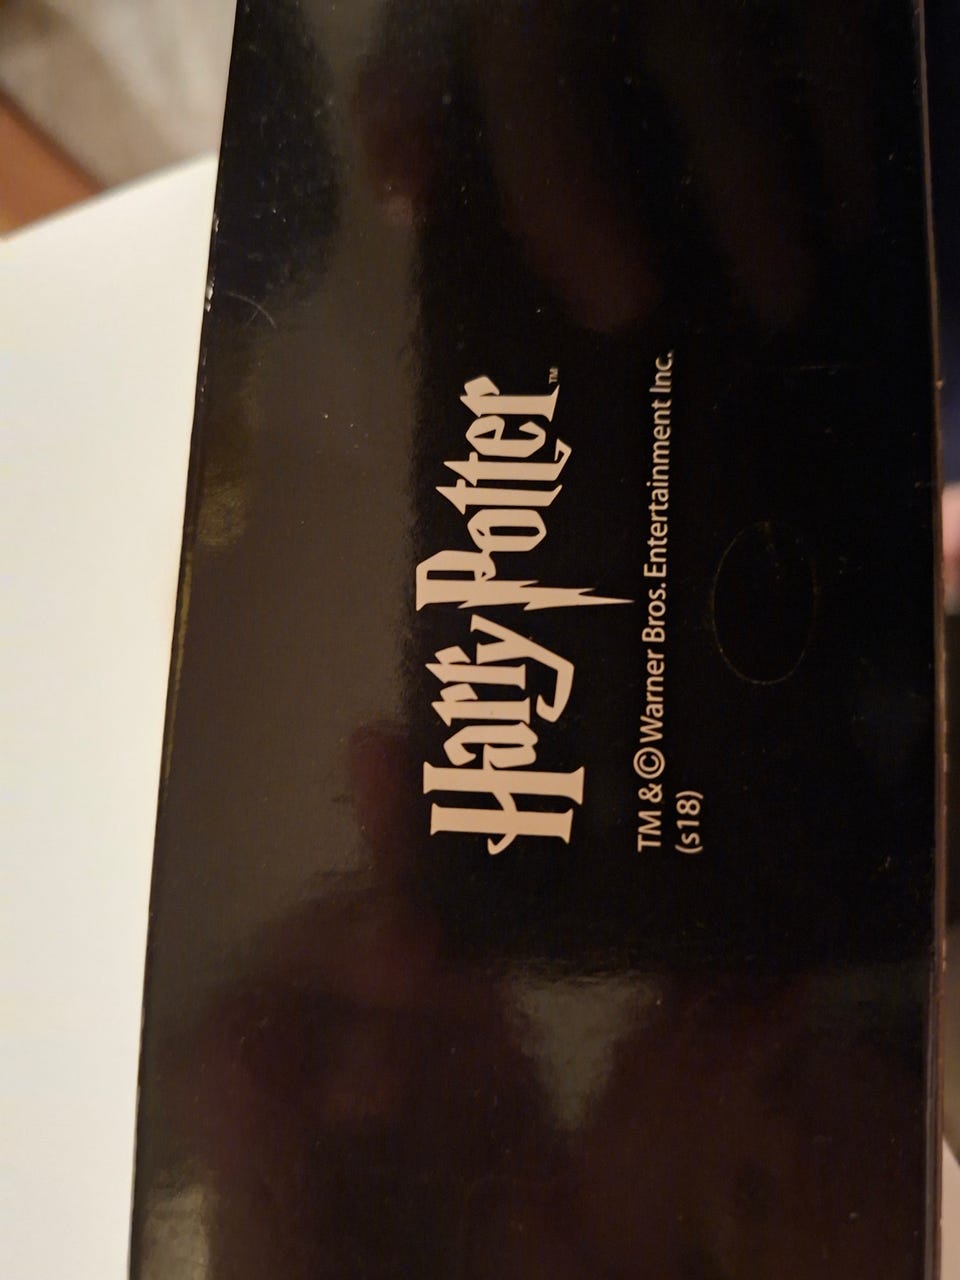 Harry Potter™
TM & © Warner Bros. Entertainment Inc.
(s18)